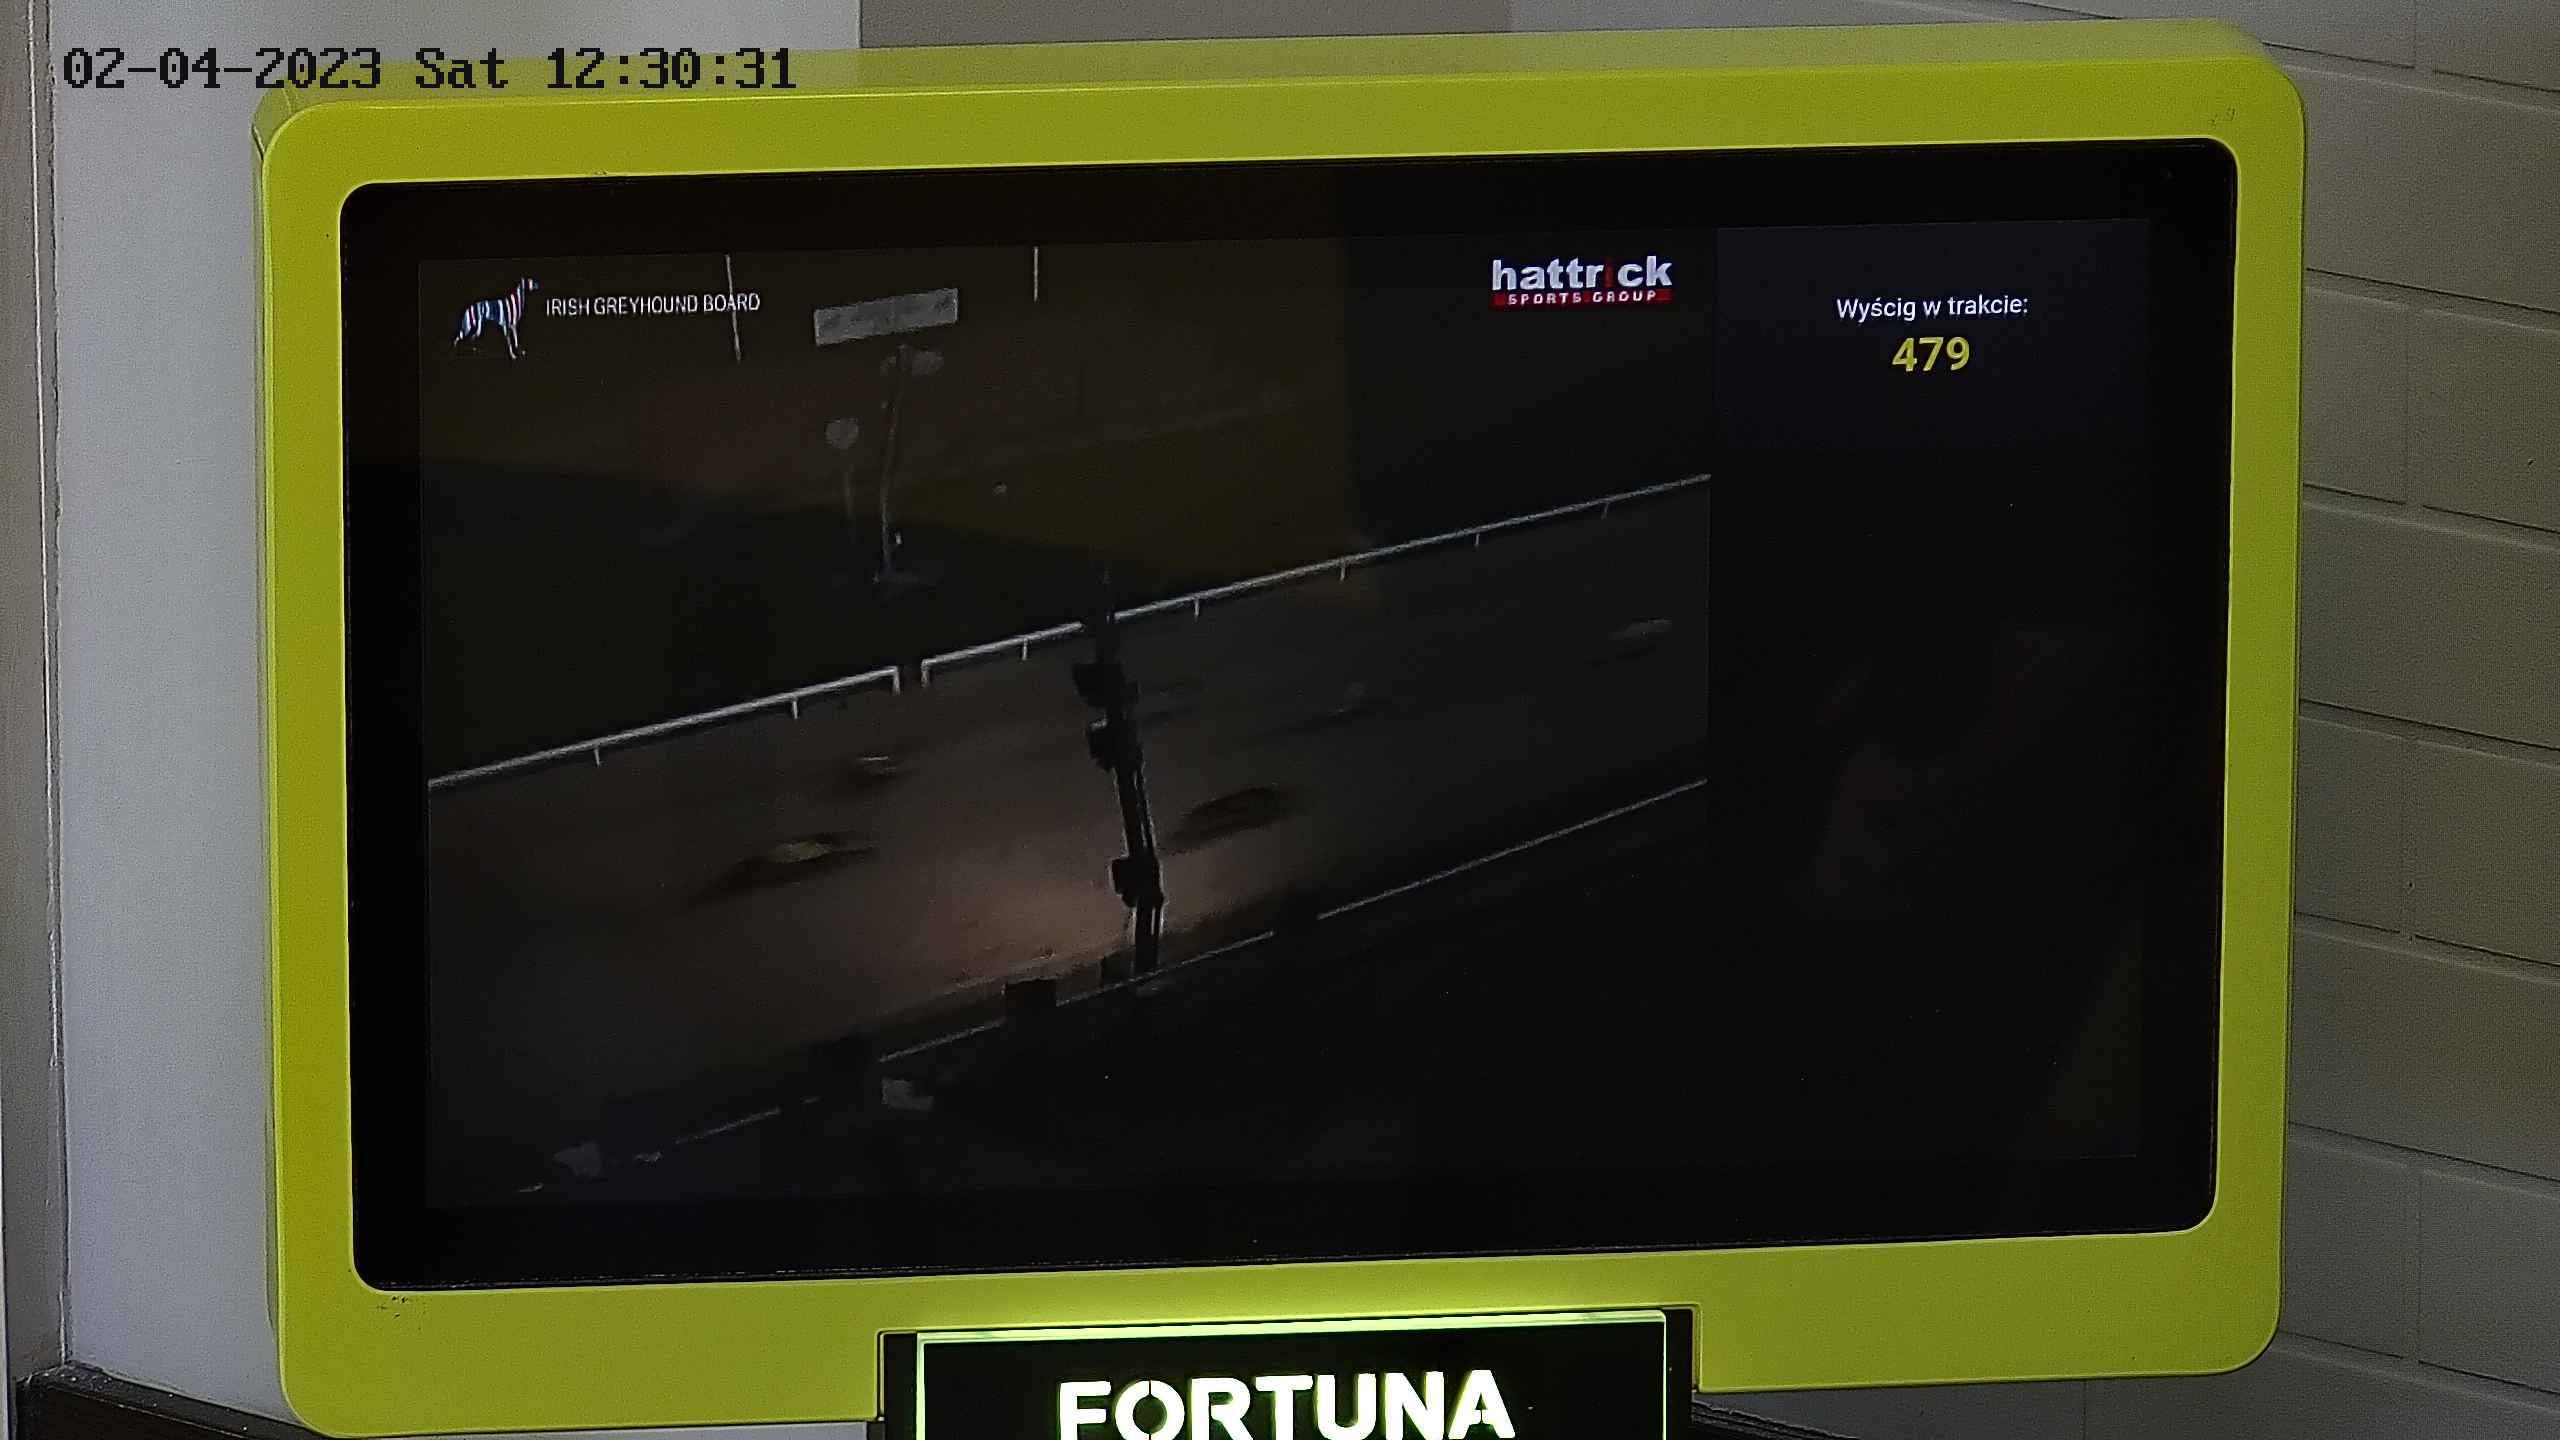 02-04-2023 Sat 12:30:31
IRISH GREYHOUND BOARD
hattrick
SPORTS GROUP
Wyścig w trakcie:
479
FORTUNA